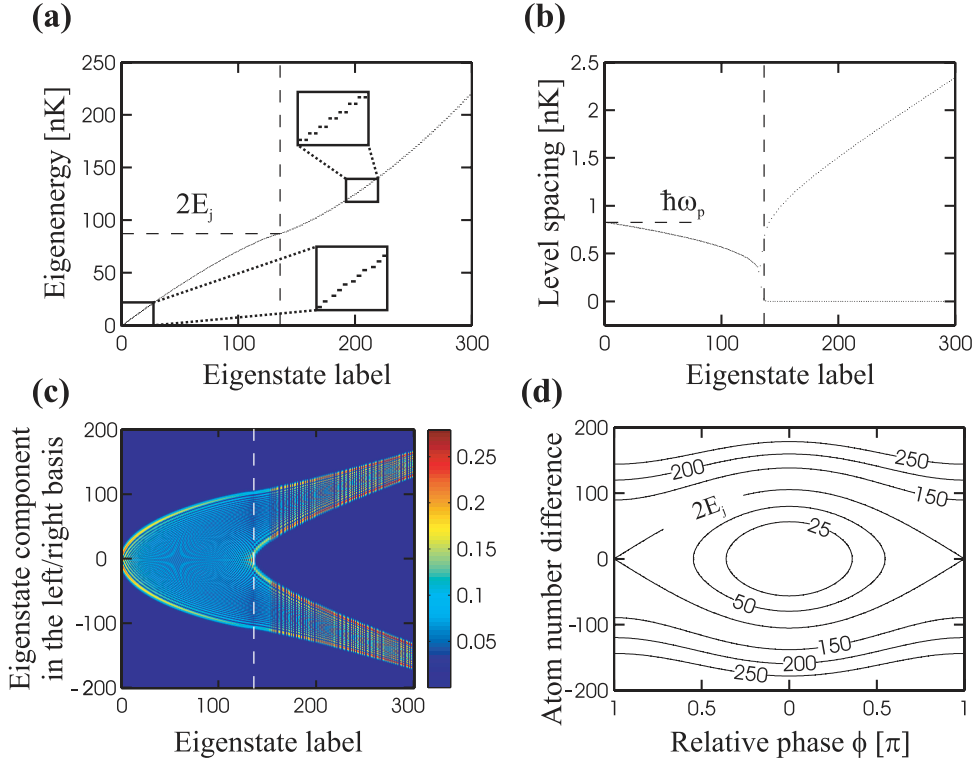 (a)
250
200
150
100
50
0
Eigenenergy [nK]
2E_j
0 100 200 300
Eigenstate label
(b)
2.5
2
1.5
1
0.5
0
Level spacing [nK]
ħω_p
0 100 200 300
Eigenstate label
(c)
200
100
0
-100
-200
Eigenstate component
in the left/right basis
0 100 200 300
Eigenstate label
0.25
0.20
0.15
0.10
0.05
(d)
200
100
0
-100
-200
Atom number difference
250
200
150
2E_j
25
50
150
200
250
1 0.5 0 0.5 1
Relative phase ϕ [π]